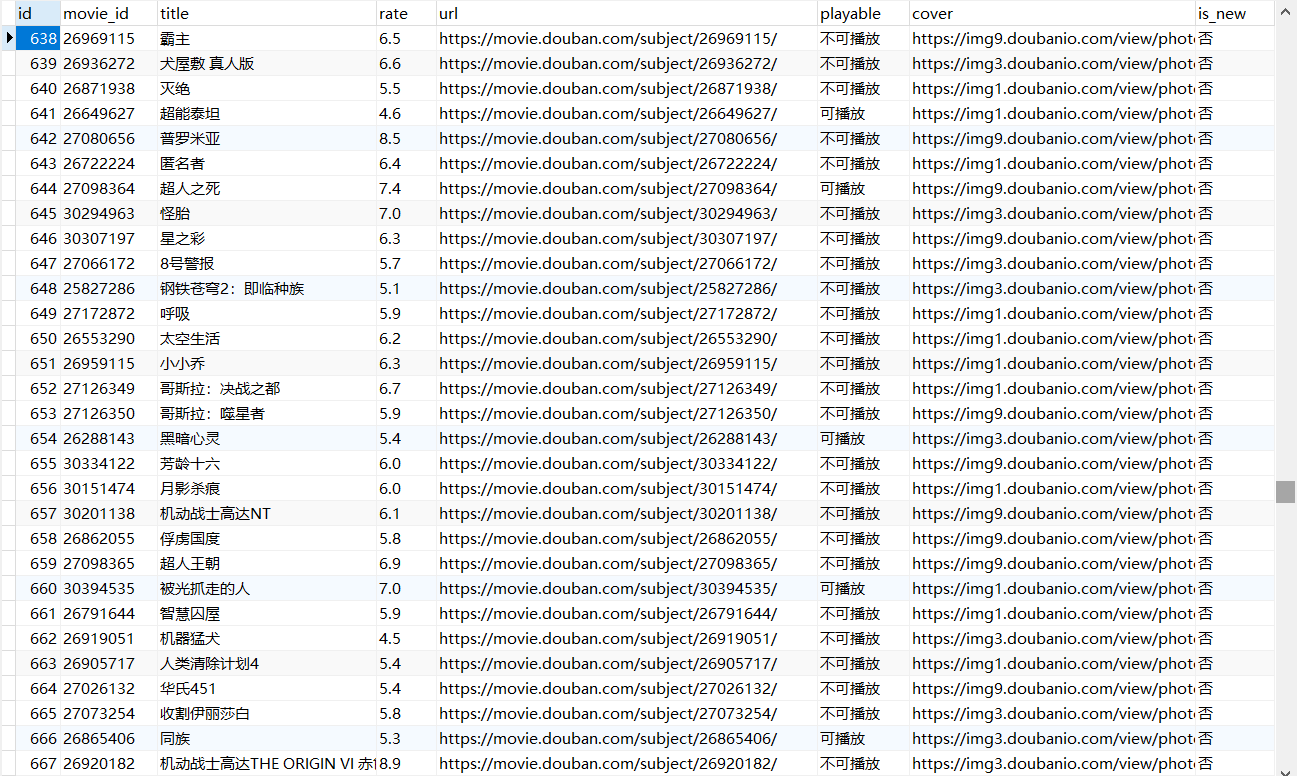 id movie_id title rate url playable cover is_new
638 26969115 霸主 6.5 https://movie.douban.com/subject/26969115/ 不可播放 https://img9.doubanio.com/view/phot 否
639 26936272 犬屋敷 真人版 6.6 https://movie.douban.com/subject/26936272/ 不可播放 https://img3.doubanio.com/view/phot 否
640 26871938 灭绝 5.5 https://movie.douban.com/subject/26871938/ 不可播放 https://img1.doubanio.com/view/phot 否
641 26649627 超能泰坦 4.6 https://movie.douban.com/subject/26649627/ 可播放 https://img1.doubanio.com/view/phot 否
642 27080656 普罗米亚 8.5 https://movie.douban.com/subject/27080656/ 不可播放 https://img9.doubanio.com/view/phot 否
643 26722224 匿名者 6.4 https://movie.douban.com/subject/26722224/ 不可播放 https://img1.doubanio.com/view/phot 否
644 27098364 超人之死 7.4 https://movie.douban.com/subject/27098364/ 可播放 https://img9.doubanio.com/view/phot 否
645 30294963 怪胎 7.0 https://movie.douban.com/subject/30294963/ 不可播放 https://img3.doubanio.com/view/phot 否
646 30307197 星之彩 6.3 https://movie.douban.com/subject/30307197/ 不可播放 https://img9.doubanio.com/view/phot 否
647 27066172 8号警报 5.7 https://movie.douban.com/subject/27066172/ 不可播放 https://img3.doubanio.com/view/phot 否
648 25827286 钢铁苍穹2：即临种族 5.1 https://movie.douban.com/subject/25827286/ 不可播放 https://img3.doubanio.com/view/phot 否
649 27172872 呼吸 5.9 https://movie.douban.com/subject/27172872/ 不可播放 https://img1.doubanio.com/view/phot 否
650 26553290 太空生活 6.2 https://movie.douban.com/subject/26553290/ 不可播放 https://img1.doubanio.com/view/phot 否
651 26959115 小小乔 6.3 https://movie.douban.com/subject/26959115/ 不可播放 https://img1.doubanio.com/view/phot 否
652 27126349 哥斯拉：决战之都 6.7 https://movie.douban.com/subject/27126349/ 不可播放 https://img1.doubanio.com/view/phot 否
653 27126350 哥斯拉：噬星者 5.9 https://movie.douban.com/subject/27126350/ 不可播放 https://img9.doubanio.com/view/phot 否
654 26288143 黑暗心灵 5.4 https://movie.douban.com/subject/26288143/ 可播放 https://img3.doubanio.com/view/phot 否
655 30334122 芳龄十六 6.0 https://movie.douban.com/subject/30334122/ 不可播放 https://img9.doubanio.com/view/phot 否
656 30151474 月影杀痕 6.0 https://movie.douban.com/subject/30151474/ 不可播放 https://img1.doubanio.com/view/phot 否
657 30201138 机动战士高达NT 6.1 https://movie.douban.com/subject/30201138/ 不可播放 https://img9.doubanio.com/view/phot 否
658 26862055 俘虏国度 5.8 https://movie.douban.com/subject/26862055/ 不可播放 https://img9.doubanio.com/view/phot 否
659 27098365 超人王朝 6.9 https://movie.douban.com/subject/27098365/ 不可播放 https://img9.doubanio.com/view/phot 否
660 30394535 被光抓走的人 7.0 https://movie.douban.com/subject/30394535/ 可播放 https://img1.doubanio.com/view/phot 否
661 26791644 智慧囚屋 5.9 https://movie.douban.com/subject/26791644/ 不可播放 https://img1.doubanio.com/view/phot 否
662 26919051 机器猛犬 4.5 https://movie.douban.com/subject/26919051/ 不可播放 https://img3.doubanio.com/view/phot 否
663 26905717 人类清除计划4 5.4 https://movie.douban.com/subject/26905717/ 不可播放 https://img1.doubanio.com/view/phot 否
664 27026132 华氏451 5.4 https://movie.douban.com/subject/27026132/ 不可播放 https://img9.doubanio.com/view/phot 否
665 27073254 收割伊丽莎白 5.8 https://movie.douban.com/subject/27073254/ 不可播放 https://img3.doubanio.com/view/phot 否
666 26865406 同族 5.3 https://movie.douban.com/subject/26865406/ 可播放 https://img3.doubanio.com/view/phot 否
667 26920182 机动战士高达THE ORIGIN VI 赤 8.9 https://movie.douban.com/subject/26920182/ 不可播放 https://img3.doubanio.com/view/phot 否